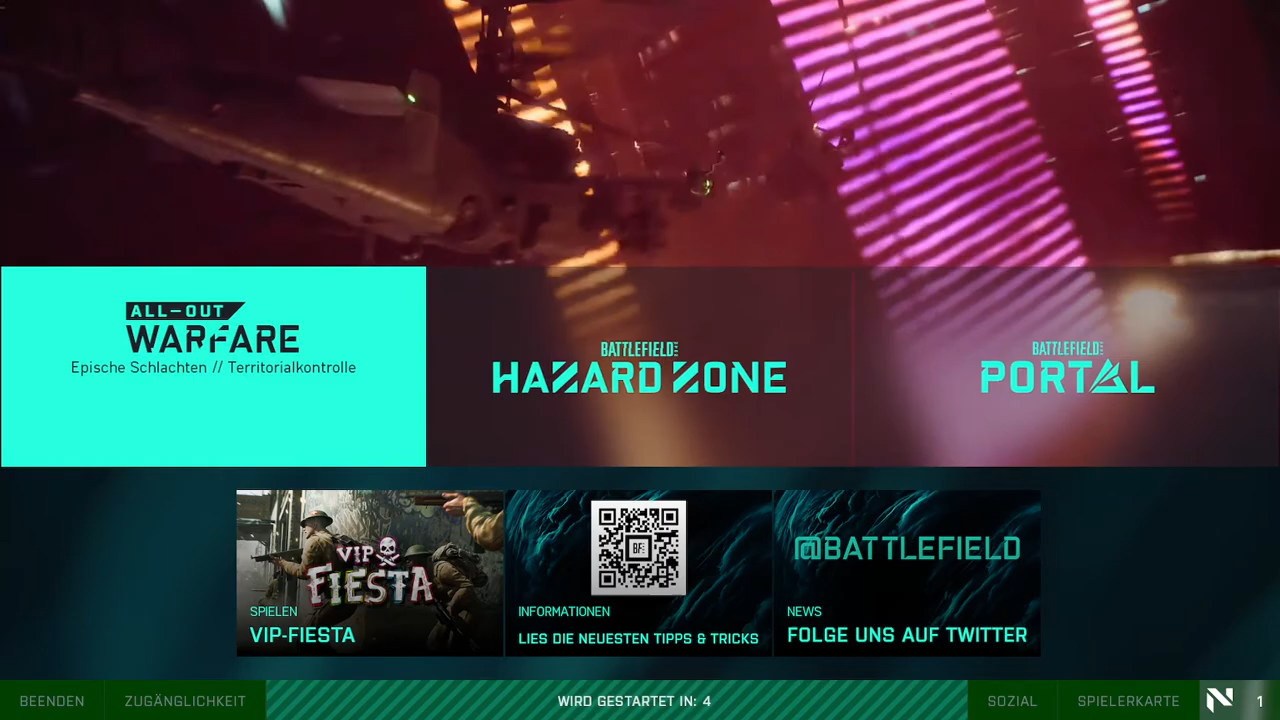 ALL-OUT
WARFARE
Epische Schlachten // Territorialkontrolle
BATTLEFIELD
HAZARD ZONE
BATTLEFIELD
PORTAL
VIP
FIESTA
SPIELEN
VIP-FIESTA
BF
INFORMATIONEN
LIES DIE NEUESTEN TIPPS & TRICKS
@BATTLEFIELD
NEWS
FOLGE UNS AUF TWITTER
BEENDEN
ZUGÄNGLICHKEIT
WIRD GESTARTET IN: 4
SOZIAL
SPIELERKARTE
1